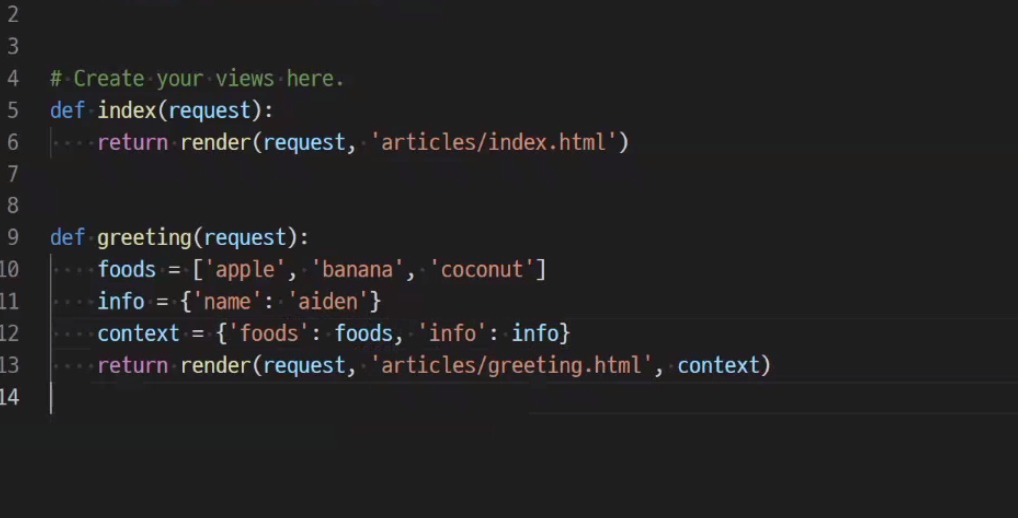 2
3
4 # Create your views here.
5 def index(request):
6     return render(request, 'articles/index.html')
7
8
9 def greeting(request):
10     foods = ['apple', 'banana', 'coconut']
11     info = {'name': 'aiden'}
12     context = {'foods': foods, 'info': info}
13     return render(request, 'articles/greeting.html', context)
14